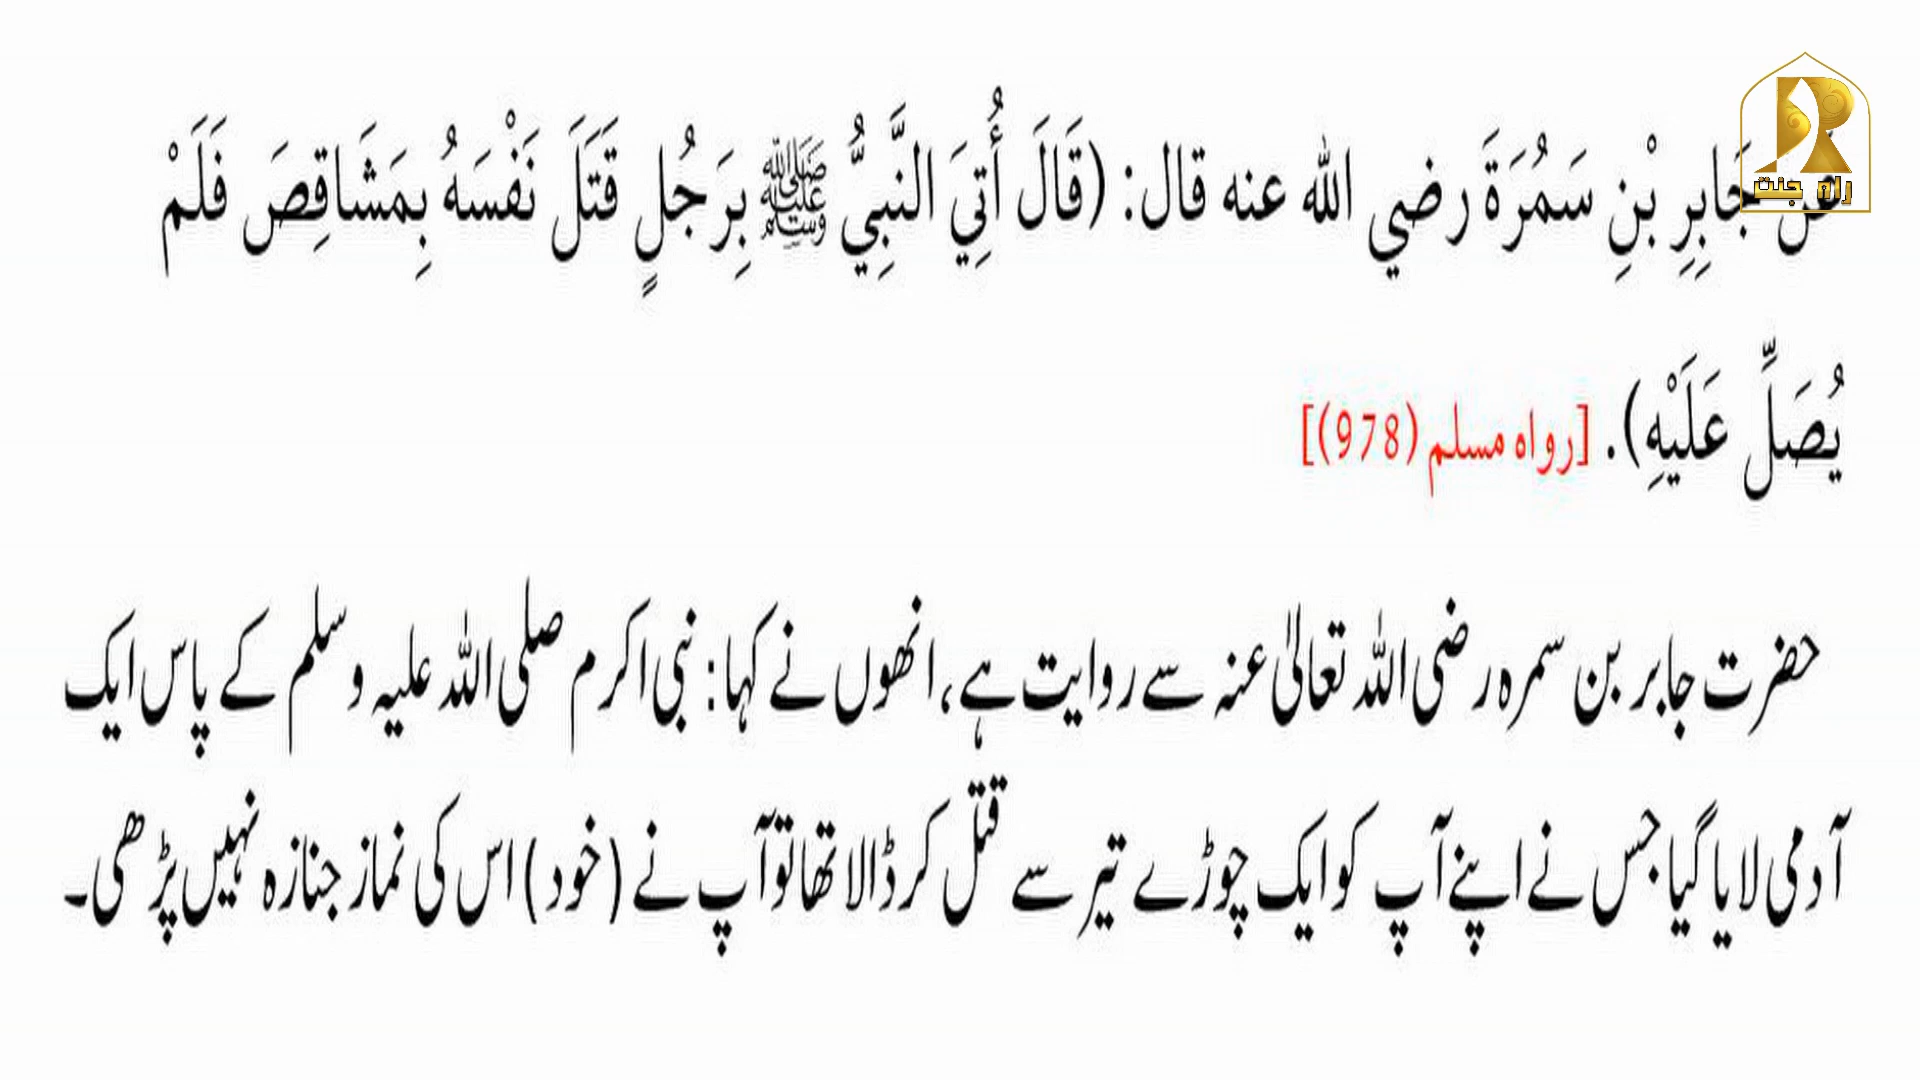 عَنْ جَابِرِ بْنِ سَمُرَةَ رضي الله عنه قال: (قَالَ أُتِيَ النَّبِيُّ ﷺ بِرَجُلٍ قَتَلَ نَفْسَهُ بِمَشَاقِصَ فَلَمْ
يُصَلِّ عَلَيْهِ). [رواه مسلم (978)]
حضرت جابر بن سمرہ رضی اللہ تعالیٰ عنہ سے روایت ہے، انھوں نے کہا: نبی اکرم صلی اللہ علیہ وسلم کے پاس ایک
آدمی لایا گیا جس نے اپنے آپ کو ایک چوڑے تیر سے قتل کر ڈالا تھا تو آپ نے (خود) اس کی نماز جنازہ نہیں پڑھی۔
راہ جنت